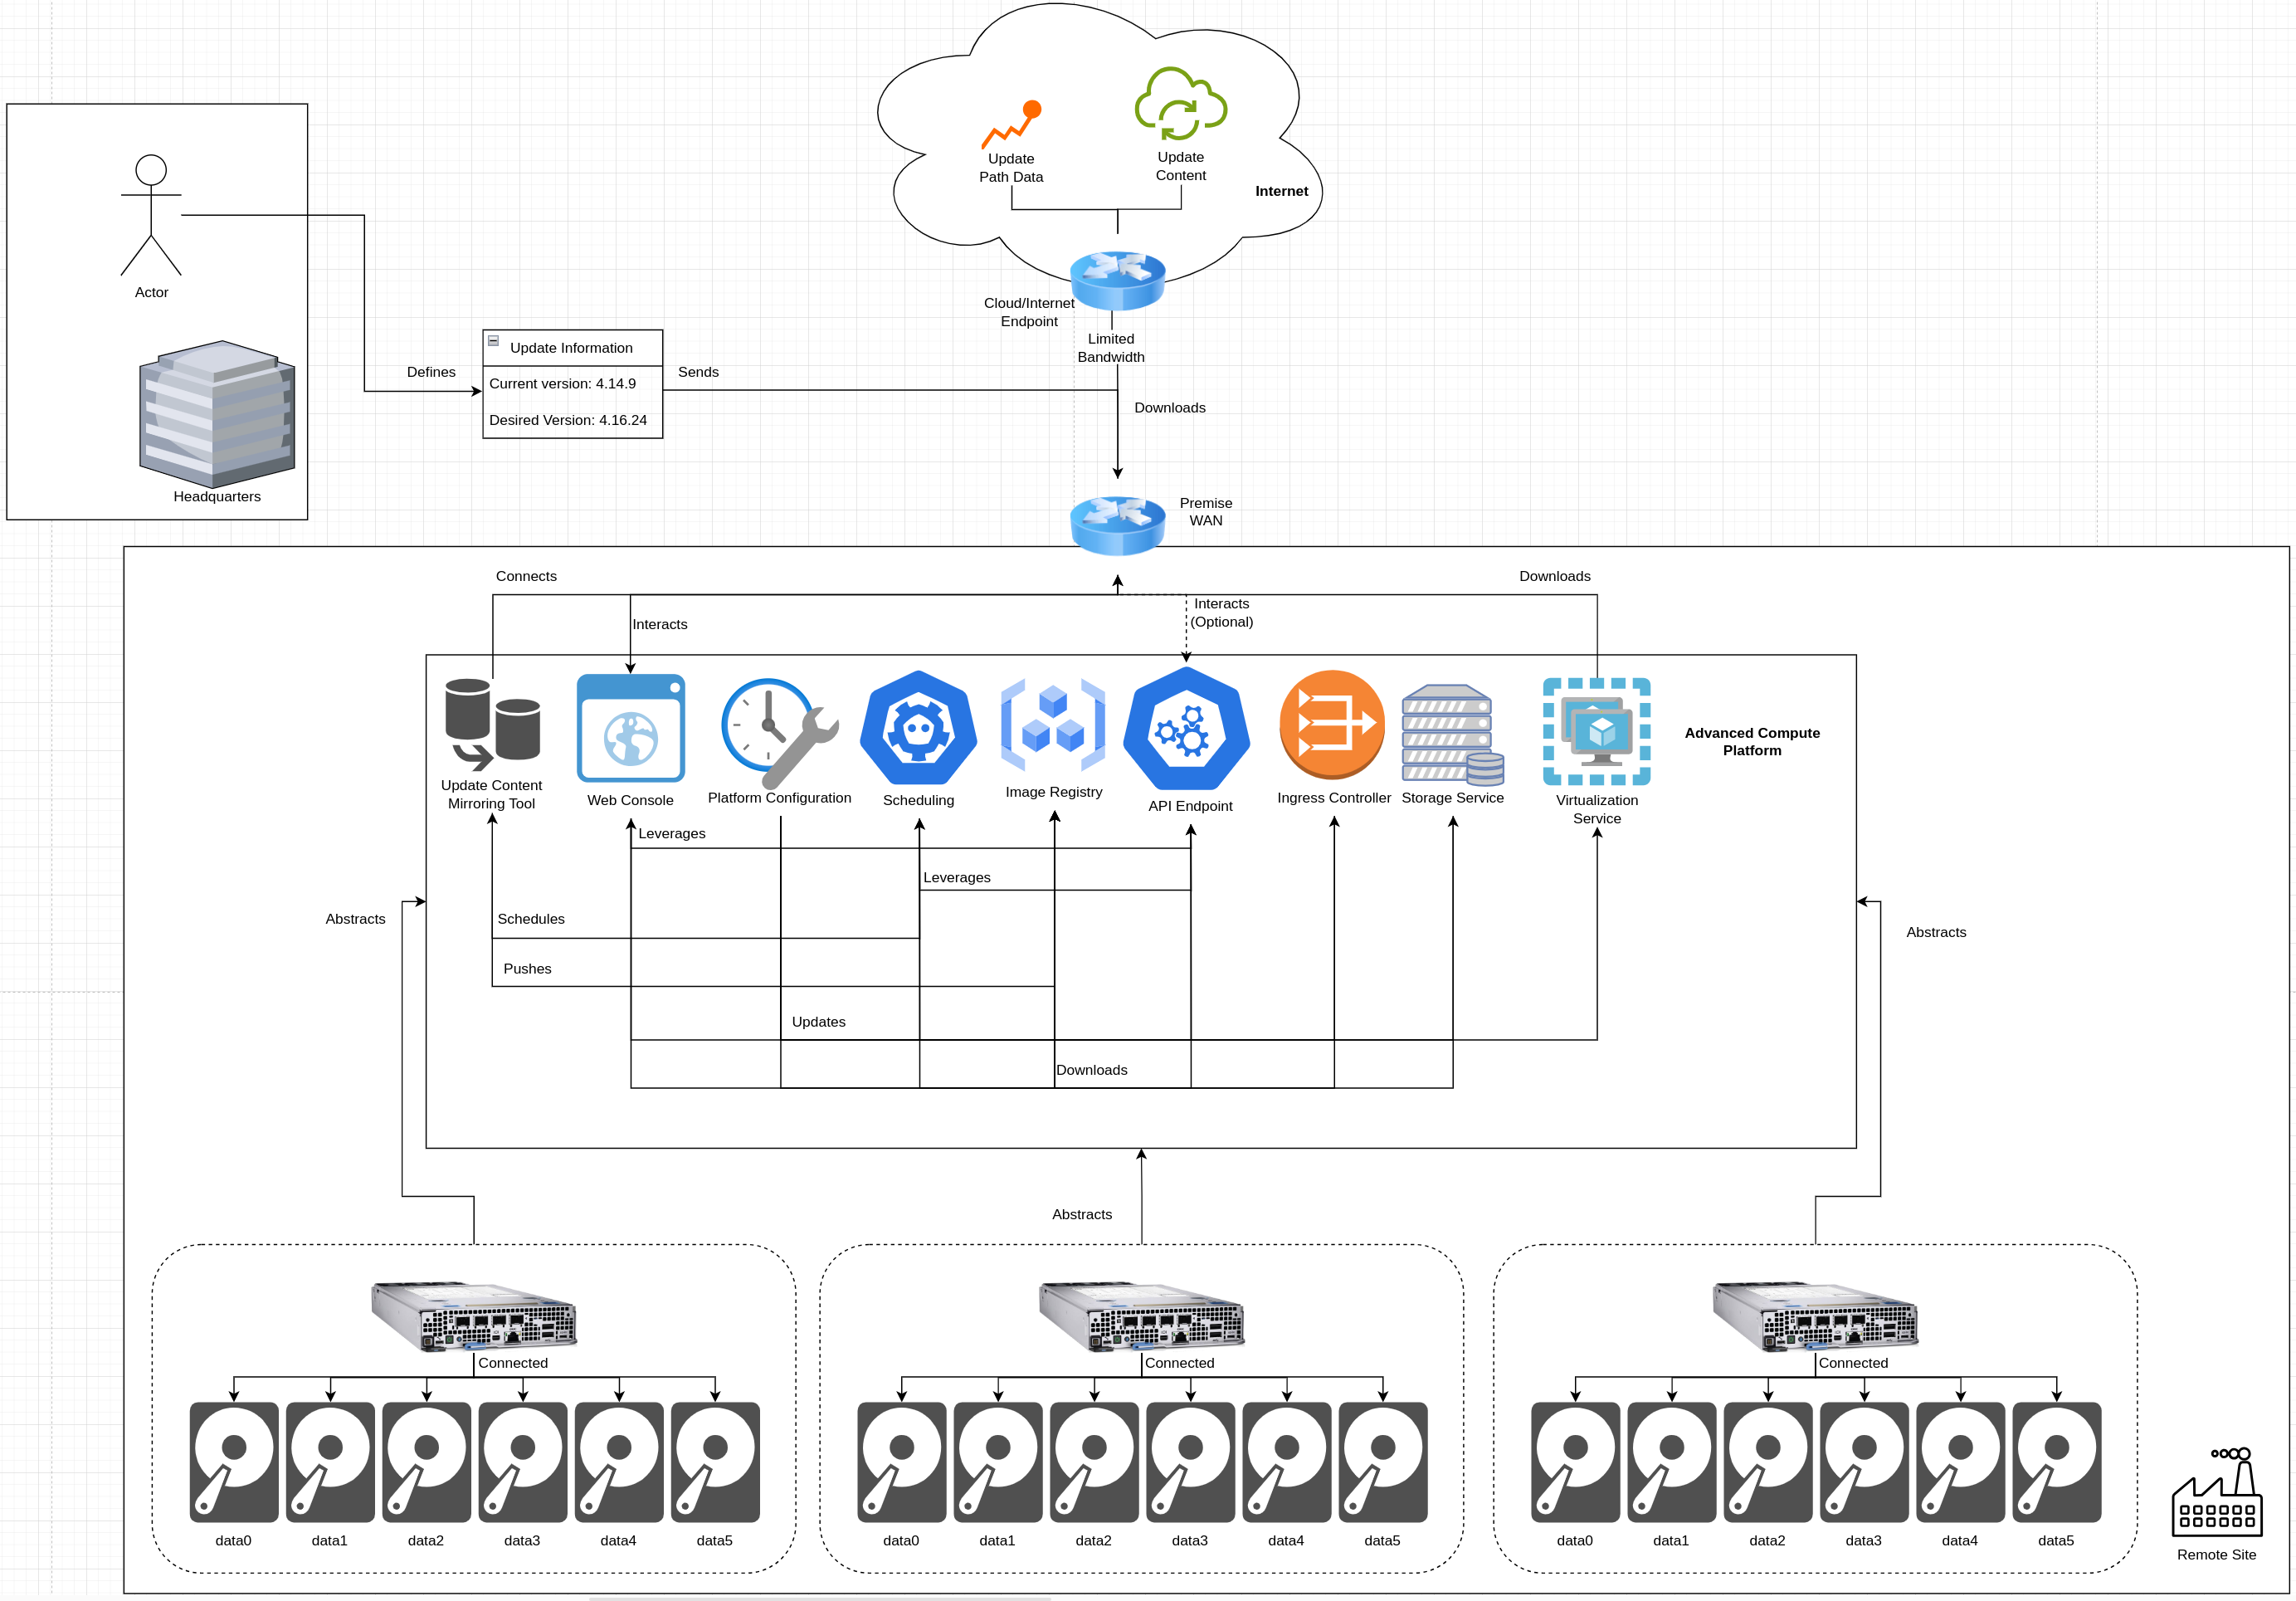 Update
Path Data
Update
Content
Internet
Actor
Cloud/Internet
Endpoint
Limited
Bandwidth
Update Information
Current version: 4.14.9
Desired Version: 4.16.24
Defines
Sends
Downloads
Headquarters
Premise
WAN
Connects
Downloads
Interacts
Interacts
(Optional)
Advanced Compute
Platform
Update Content
Mirroring Tool
Web Console
Platform Configuration
Scheduling
Image Registry
API Endpoint
Ingress Controller
Storage Service
Virtualization
Service
Leverages
Leverages
Abstracts
Schedules
Abstracts
Pushes
Updates
Downloads
Abstracts
Connected
Connected
Connected
data0
data1
data2
data3
data4
data5
data0
data1
data2
data3
data4
data5
data0
data1
data2
data3
data4
data5
Remote Site